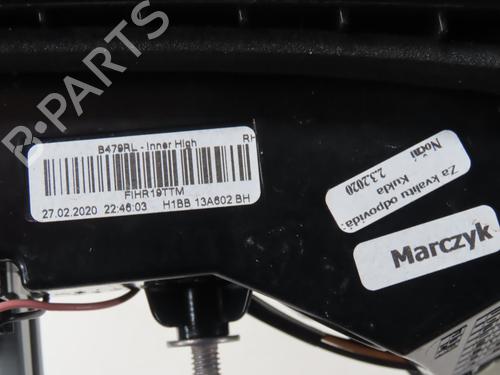 B-PARTS
B479RL - Inner High
RH
FIHR19TTM
27.02.2020 22:46:03 H1BB 13A602 BH
Za kvalitu odpovídá:
Kukla
2.3.2020
Noční
Marczyk